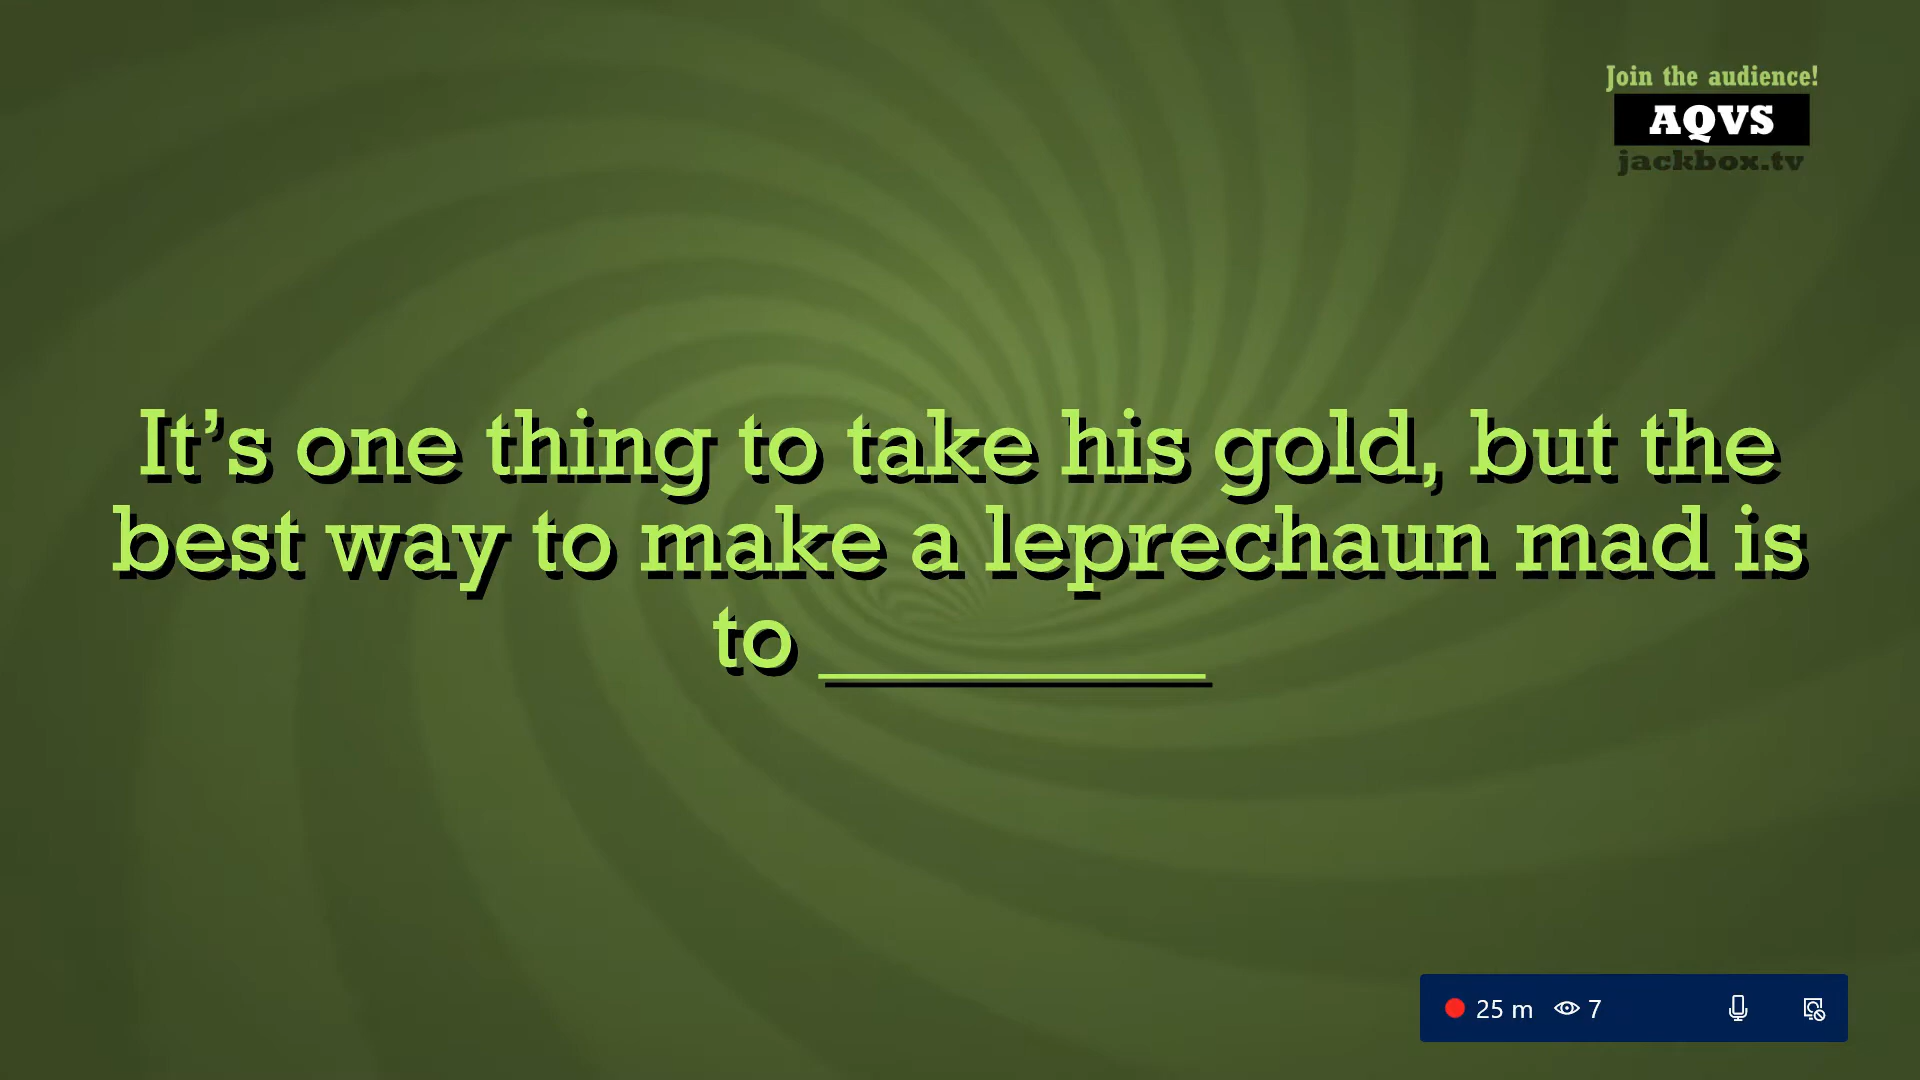 Join the audience!
AQVS
jackbox.tv
It’s one thing to take his gold, but the
best way to make a leprechaun mad is
to __________
25 m 7